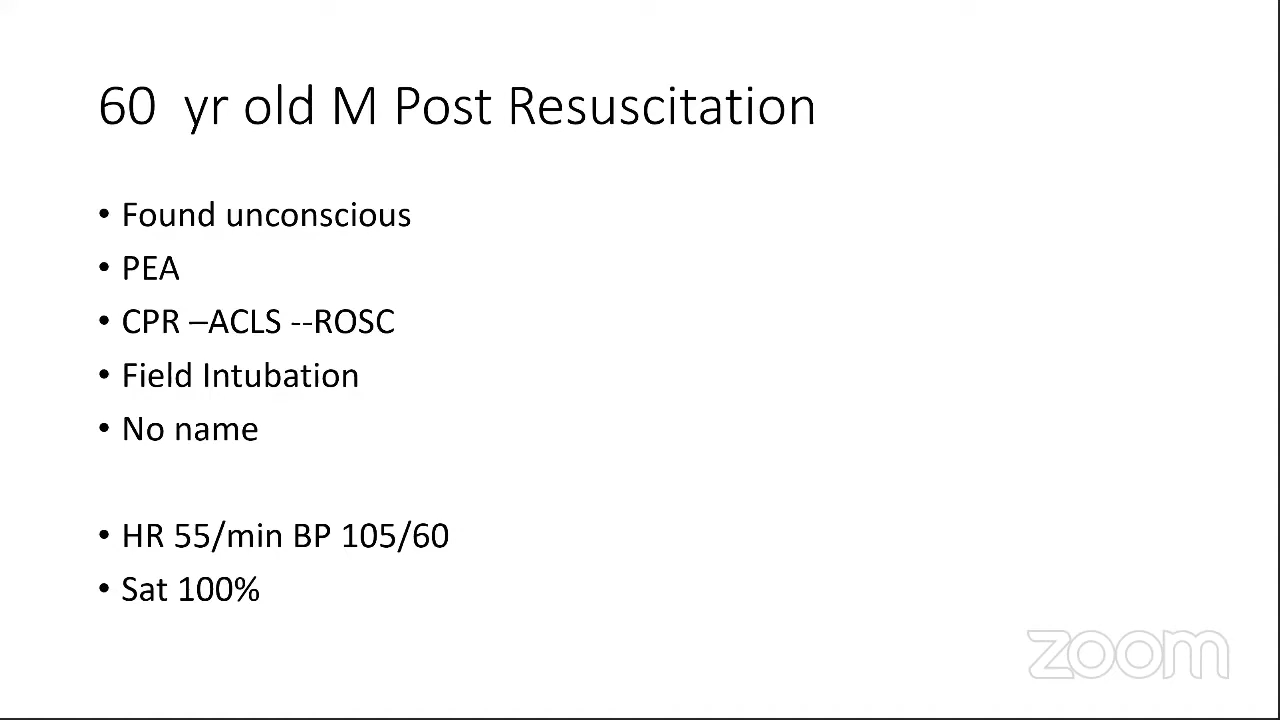 60 yr old M Post Resuscitation
• Found unconscious
• PEA
• CPR –ACLS --ROSC
• Field Intubation
• No name
• HR 55/min BP 105/60
• Sat 100%
zoom